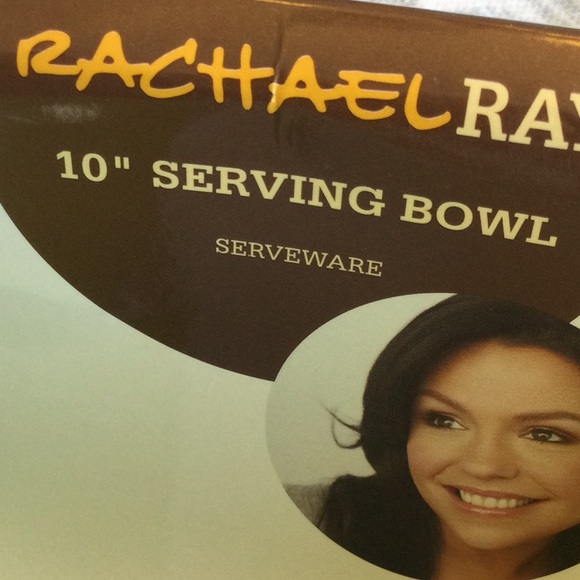 RACHAEL RAY
10" SERVING BOWL
SERVEWARE